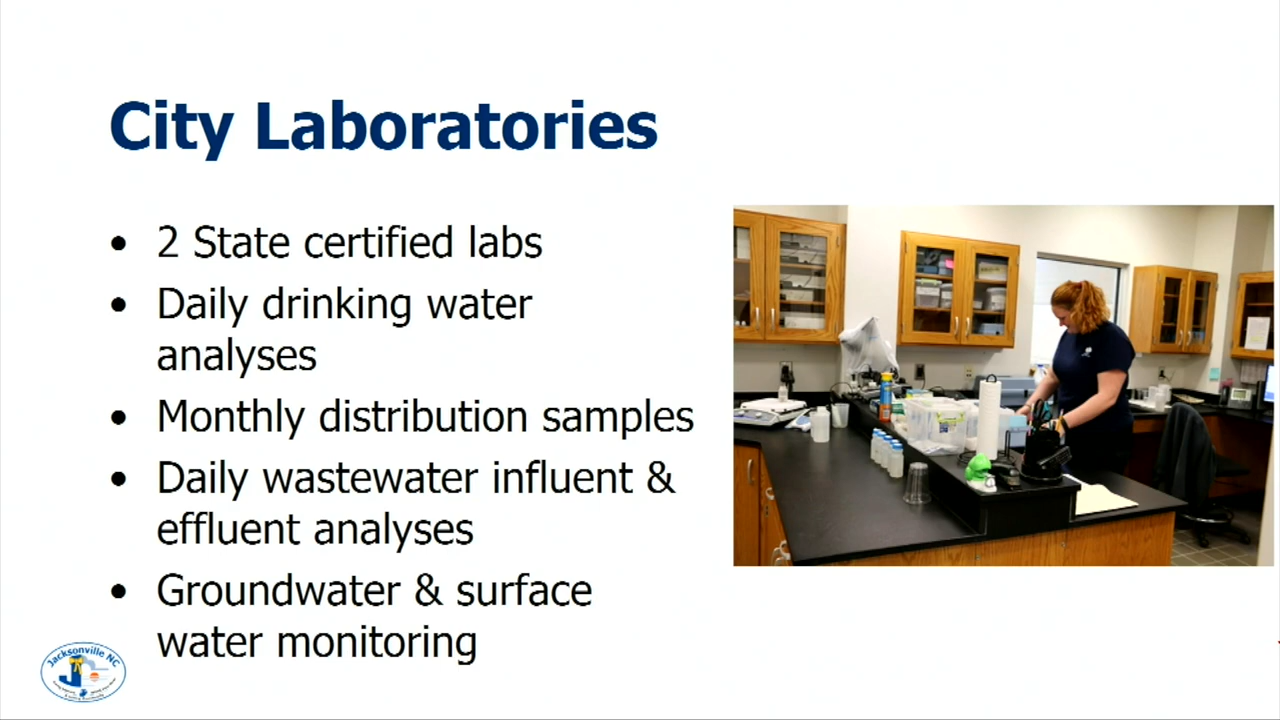 City Laboratories
• 2 State certified labs
• Daily drinking water
analyses
• Monthly distribution samples
• Daily wastewater influent &
effluent analyses
• Groundwater & surface
water monitoring
Jacksonville NC